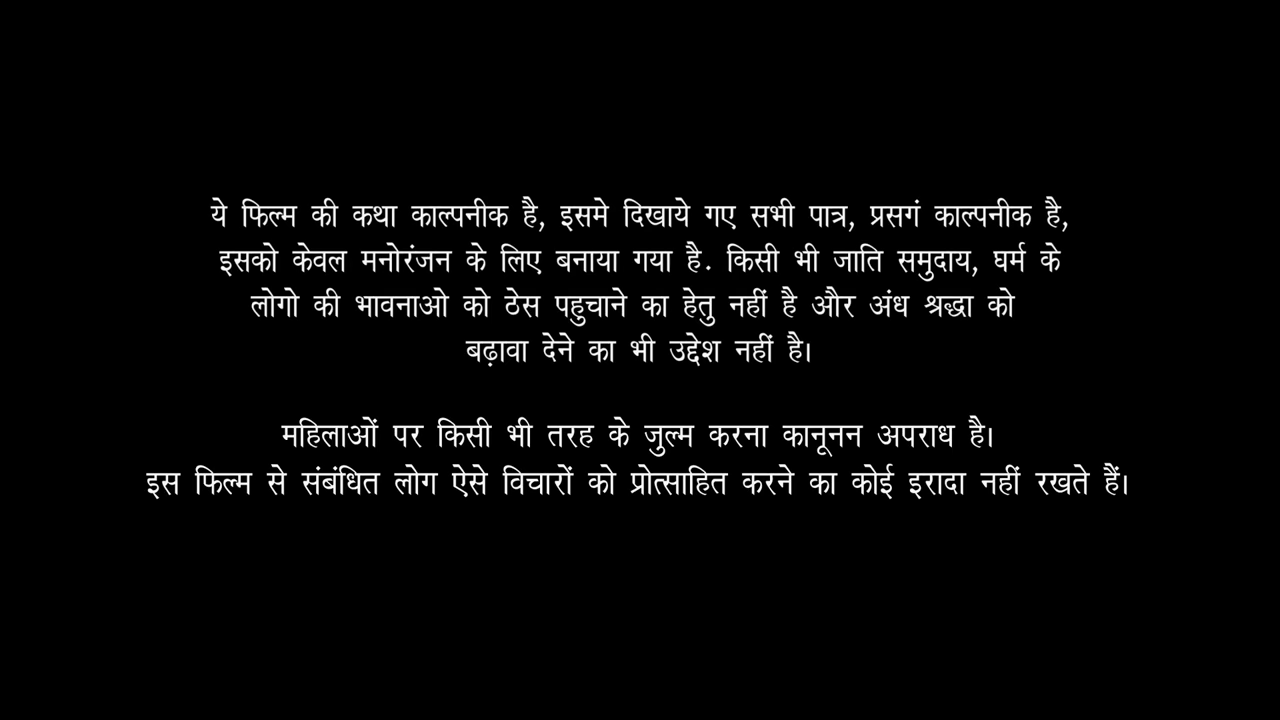 ये फिल्म की कथा काल्पनीक है, इसमे दिखाये गए सभी पात्र, प्रसगं काल्पनीक है,
इसको केवल मनोरंजन के लिए बनाया गया है. किसी भी जाति समुदाय, घर्म के
लोगो की भावनाओ को ठेस पहुचाने का हेतु नहीं है और अंध श्रद्धा को
बढ़ावा देने का भी उद्देश नहीं है।
महिलाओं पर किसी भी तरह के जुल्म करना कानूनन अपराध है।
इस फिल्म से संबंधित लोग ऐसे विचारों को प्रोत्साहित करने का कोई इरादा नहीं रखते हैं।